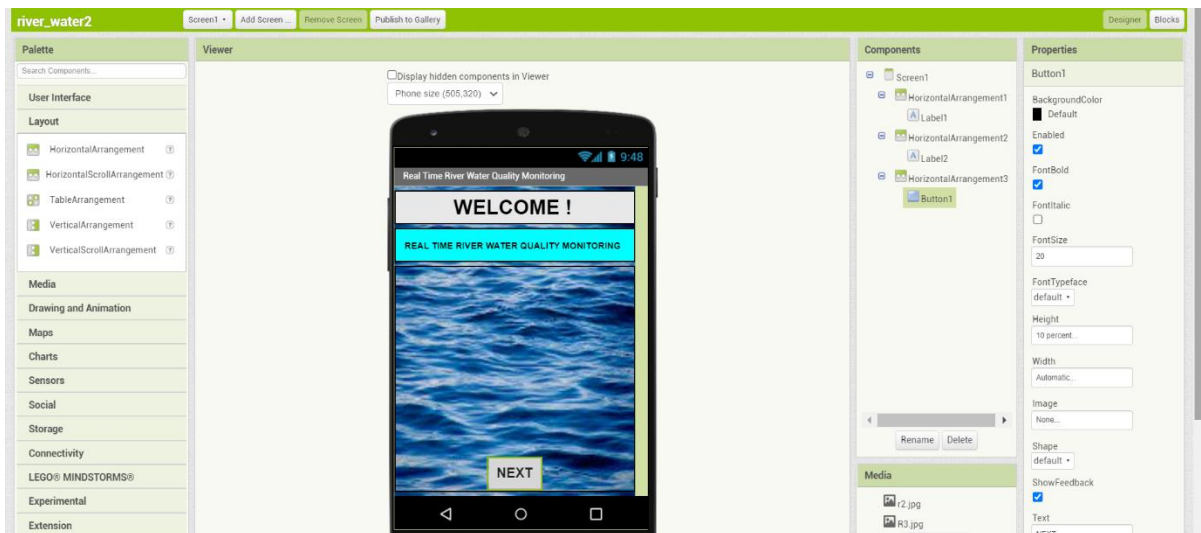 river_water2 Screen1 Add Screen ... Remove Screen Publish to Gallery Designer Blocks
Palette
Search Components...
User Interface
Layout
HorizontalArrangement ?
HorizontalScrollArrangement ?
TableArrangement ?
VerticalArrangement ?
VerticalScrollArrangement ?
Media
Drawing and Animation
Maps
Charts
Sensors
Social
Storage
Connectivity
LEGO® MINDSTORMS®
Experimental
Extension
Viewer
Display hidden components in Viewer
Phone size (505,320)
9:48
Real Time River Water Quality Monitoring
WELCOME !
REAL TIME RIVER WATER QUALITY MONITORING
NEXT
Components
Screen1
HorizontalArrangement1
Label1
HorizontalArrangement2
Label2
HorizontalArrangement3
Button1
Rename Delete
Media
r2.jpg
R3.jpg
Properties
Button1
BackgroundColor
Default
Enabled
FontBold
FontItalic
FontSize
20
FontTypeface
default
Height
10 percent...
Width
Automatic...
Image
None...
Shape
default
ShowFeedback
Text
NEXT